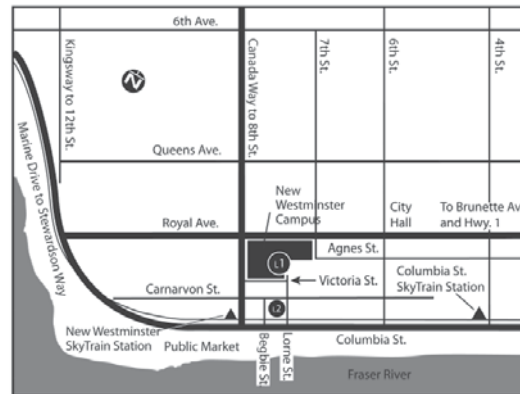 6th Ave.
Kingsway to 12th St.
Canada Way to 8th St.
7th St.
6th St.
4th St.
N
Marine Drive to Stewardson Way
Queens Ave.
New
Westminster
Campus
City
Hall
To Brunette Av
and Hwy. 1
Royal Ave.
Agnes St.
L1
Victoria St.
Columbia St.
SkyTrain Station
Carnarvon St.
L2
New Westminster
SkyTrain Station
Public Market
Begbie St.
Lorne St.
Columbia St.
Fraser River